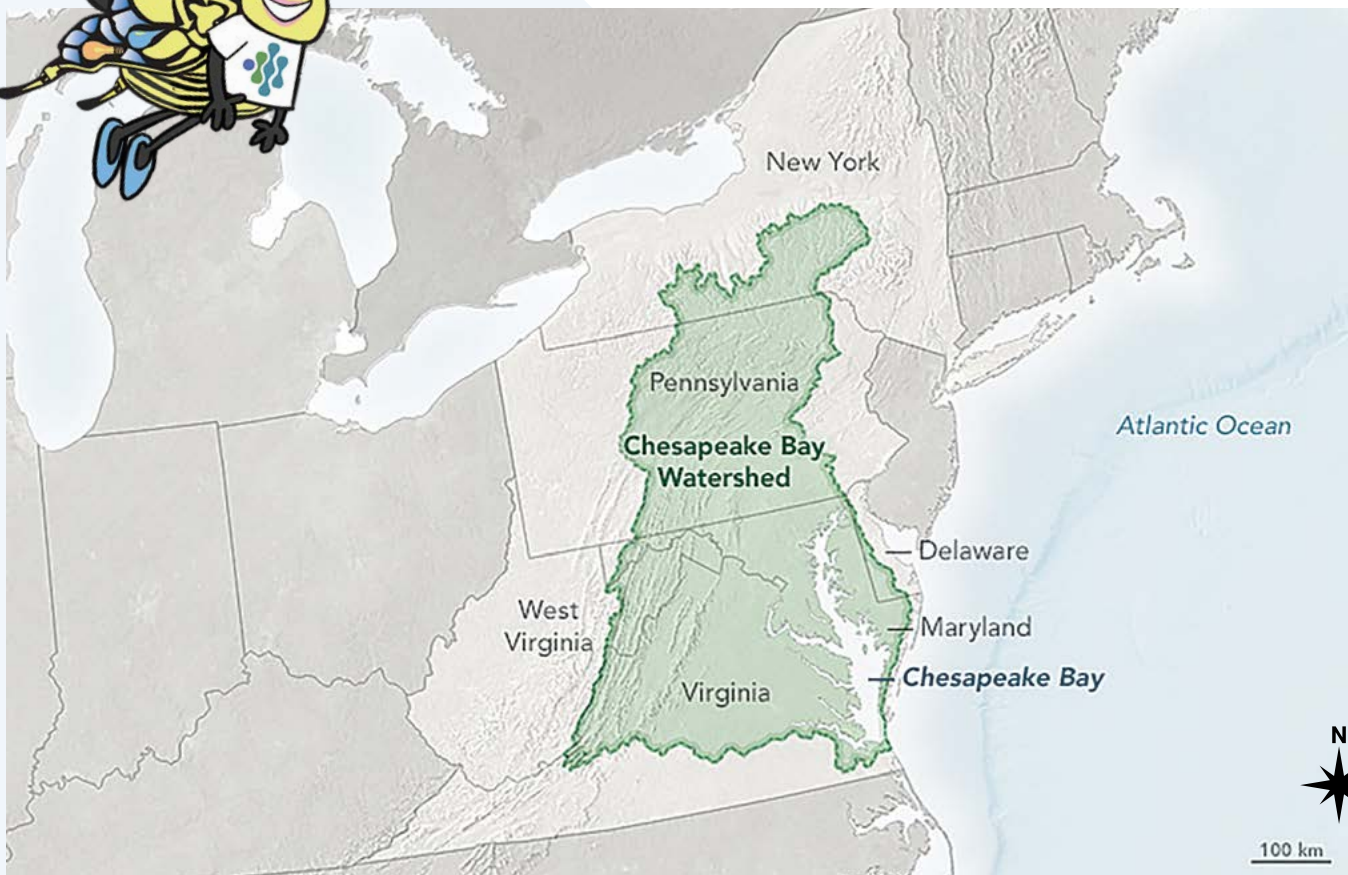 New York
Pennsylvania
Chesapeake Bay
Watershed
Atlantic Ocean
Delaware
West
Virginia
Maryland
Chesapeake Bay
Virginia
N
100 km